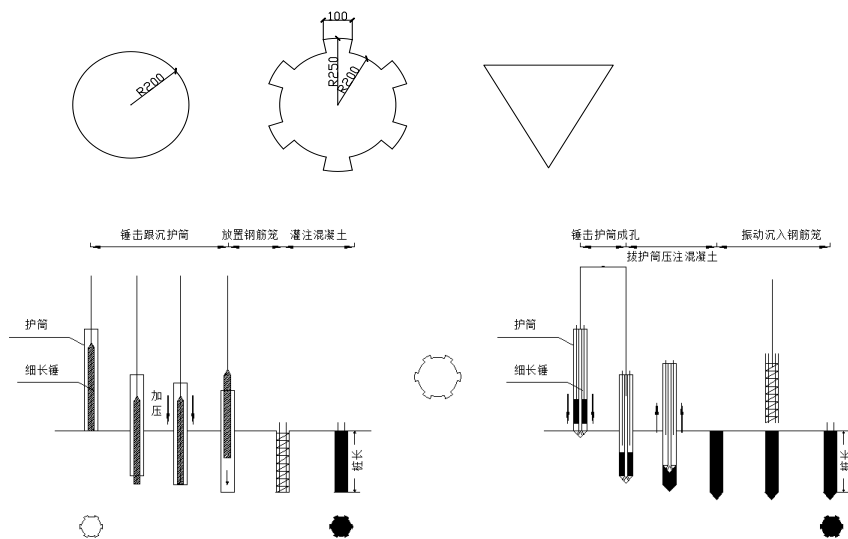 100
R200
R250
R200
锤击跟沉护筒
放置钢筋笼
灌注混凝土
锤击护筒成孔
振动沉入钢筋笼
拔护筒压注混凝土
护筒
细长锤
加压
桩长
护筒
细长锤
桩长